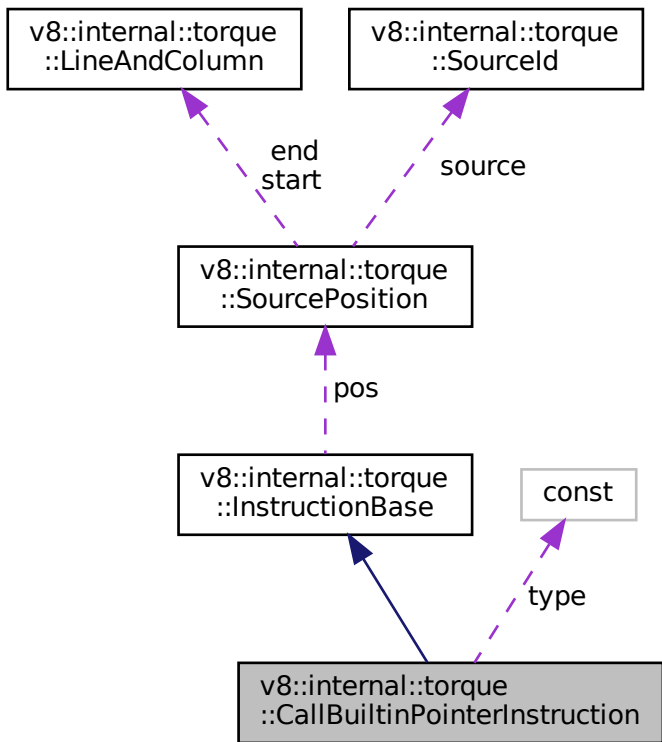 v8::internal::torque
::LineAndColumn
v8::internal::torque
::SourceId
end
start
source
v8::internal::torque
::SourcePosition
pos
v8::internal::torque
::InstructionBase
const
type
v8::internal::torque
::CallBuiltinPointerInstruction